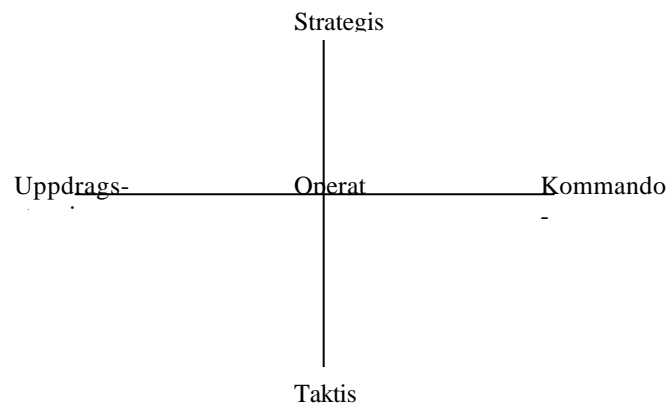 Strategis
Uppdrags-
Operat
Kommando
-
Taktis